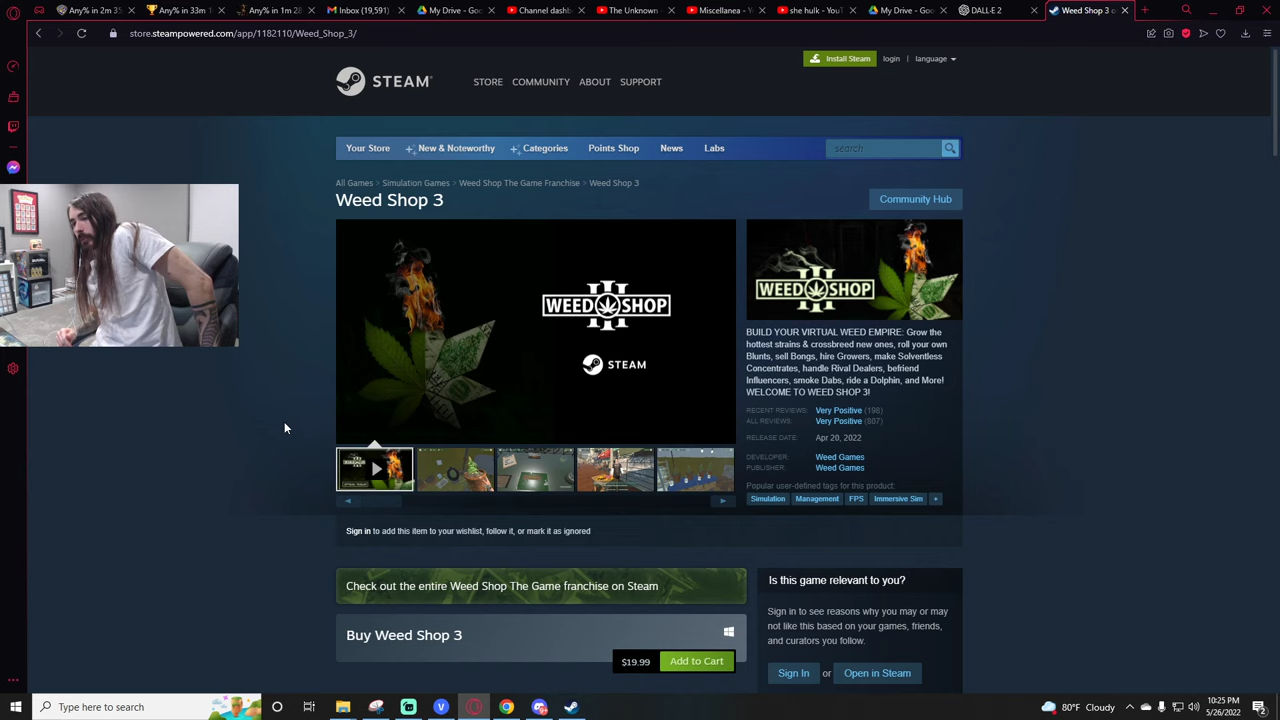 Any% in 2m 35
Any% in 33m 1
Any% in 1m 28
Inbox (19,591)
My Drive - Goo
Channel dashb
The Unknown
Miscellanea -
My Drive - Go
DALL·E 2
Weed Shop 3 o
store.steampowered.com/app/1182110/Weed_Shop_3/
Install Steam
login | language
STEAM
STORE COMMUNITY ABOUT SUPPORT
Your Store New & Noteworthy Categories Points Shop News Labs
search
All Games > Simulation Games > Weed Shop The Game Franchise > Weed Shop 3
Weed Shop 3
Community Hub
WEED SHOP
III
STEAM
WEED SHOP
III
BUILD YOUR VIRTUAL WEED EMPIRE: Grow the
hottest strains & crossbreed new ones, roll your own
Blunts, sell Bongs, hire Growers, make Solventless
Concentrates, handle Rival Dealers, befriend
Influencers, smoke Dabs, ride a Dolphin, and More!
WELCOME TO WEED SHOP 3!
RECENT REVIEWS: Very Positive (198)
ALL REVIEWS: Very Positive (807)
RELEASE DATE: Apr 20, 2022
DEVELOPER: Weed Games
PUBLISHER: Weed Games
Popular user-defined tags for this product:
Simulation Management FPS Immersive Sim +
Sign in to add this item to your wishlist, follow it, or mark it as ignored
Check out the entire Weed Shop The Game franchise on Steam
Is this game relevant to you?
Sign in to see reasons why you may or may
not like this based on your games, friends,
and curators you follow.
Sign In or Open in Steam
Buy Weed Shop 3
$19.99 Add to Cart
Type here to search
80°F Cloudy
10:25 PM
5/26/2022